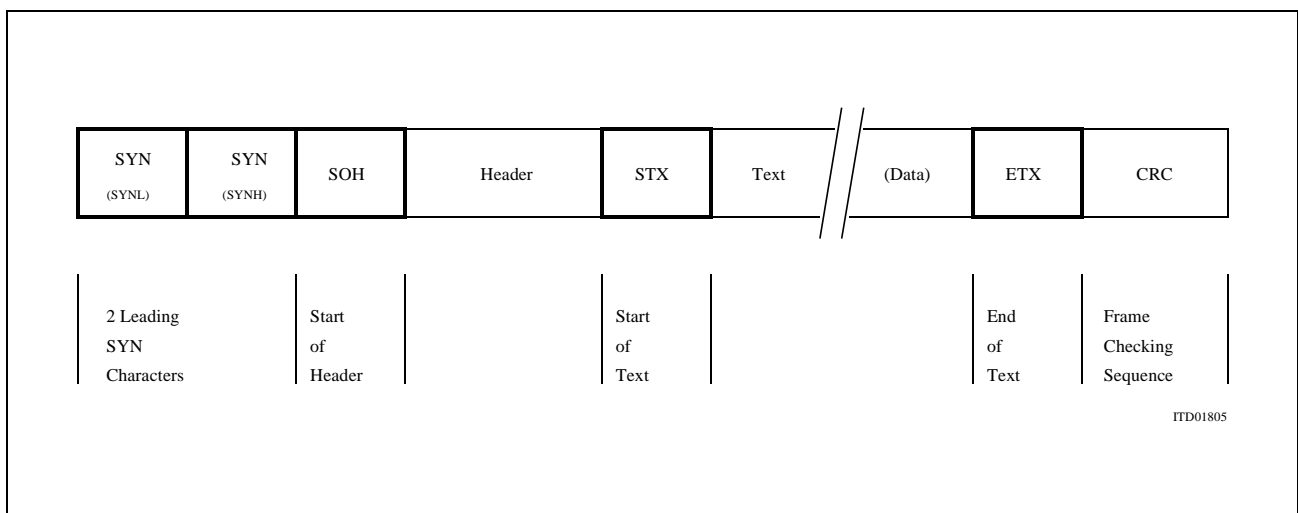 SYN SYN SOH Header STX Text (Data) ETX CRC
(SYNL) (SYNH)
2 Leading Start Start End Frame
SYN of of of Checking
Characters Header Text Text Sequence
ITD01805